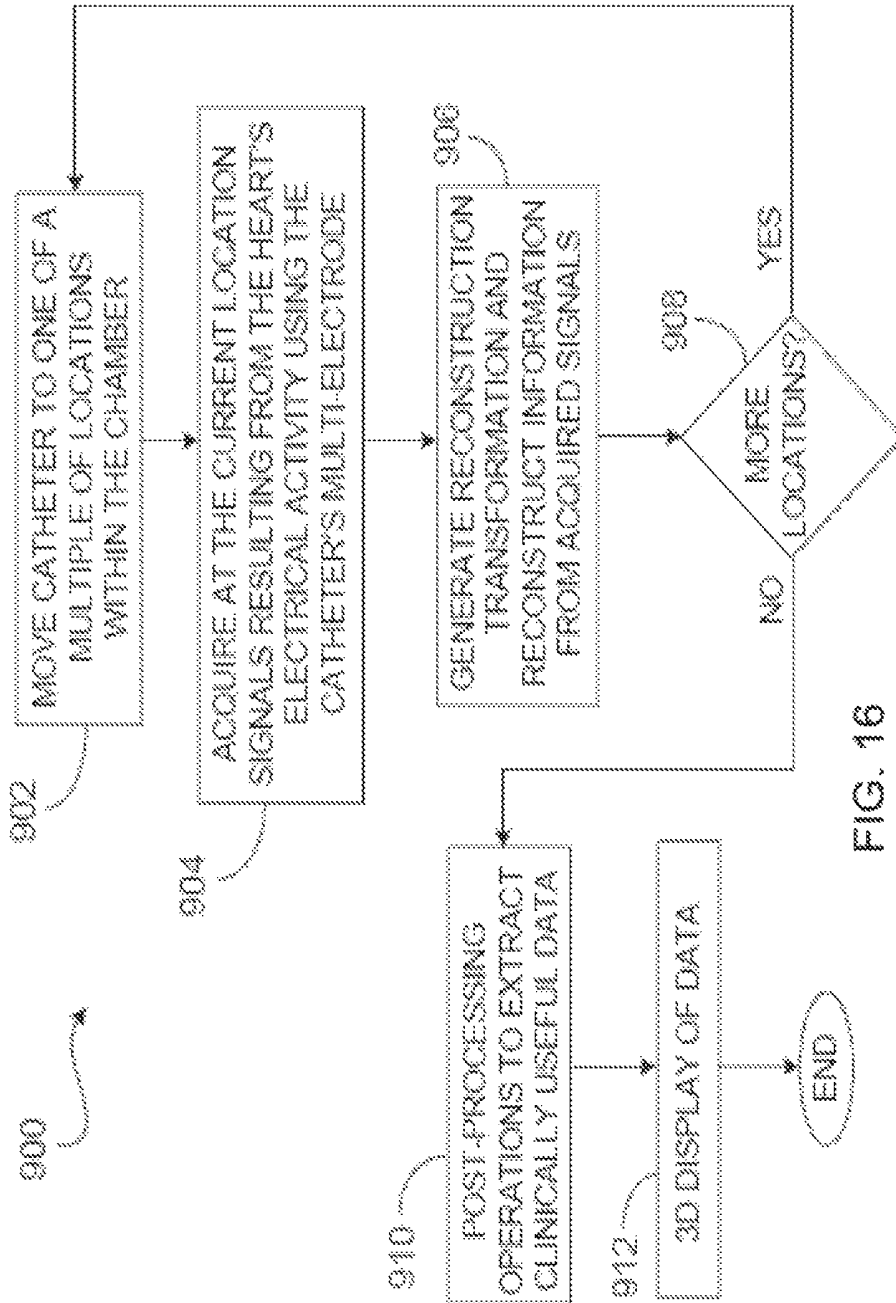 900
902
MOVE CATHETER TO ONE OF A
MULTIPLE OF LOCATIONS
WITHIN THE CHAMBER
904
ACQUIRE AT THE CURRENT LOCATION
SIGNALS RESULTING FROM THE HEART'S
ELECTRICAL ACTIVITY USING THE
CATHETER'S MULTI-ELECTRODE
906
GENERATE RECONSTRUCTION
TRANSFORMATION AND
RECONSTRUCT INFORMATION
FROM ACQUIRED SIGNALS
908
MORE
LOCATIONS?
YES
NO
910
POST-PROCESSING
OPERATIONS TO EXTRACT
CLINICALLY USEFUL DATA
912
3D DISPLAY OF DATA
END
FIG. 16